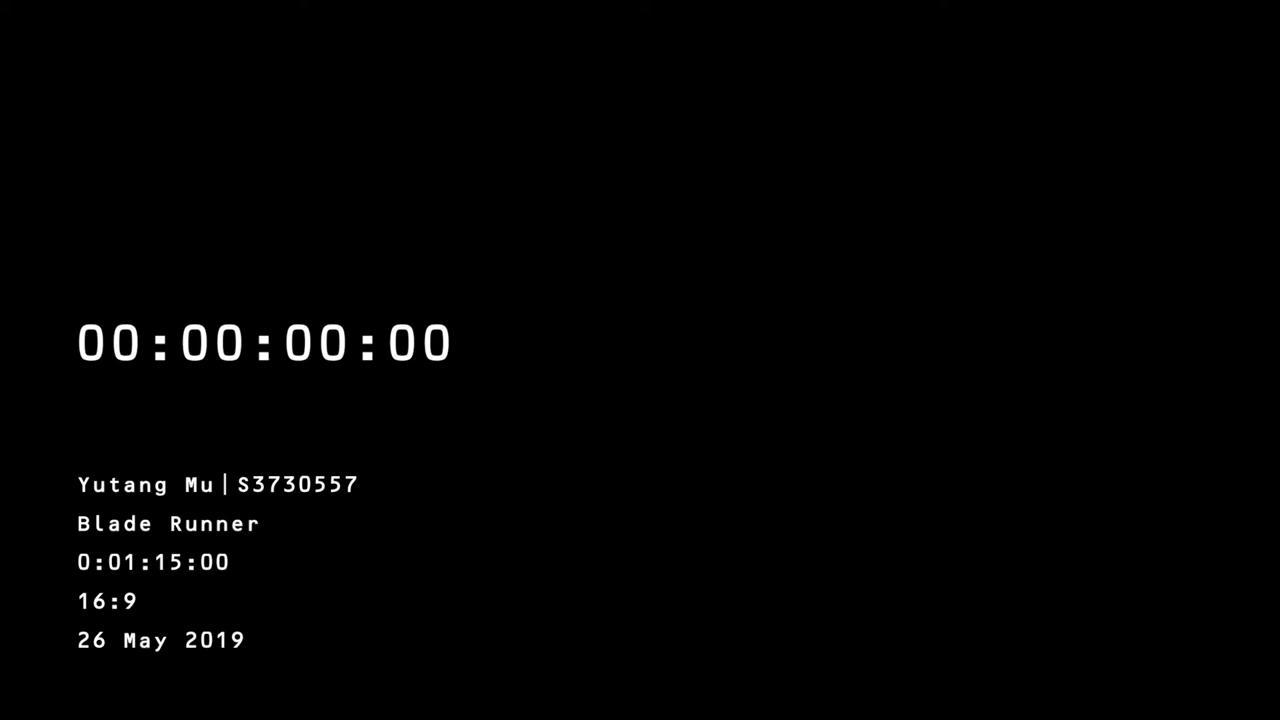 00:00:00:00
Yutang Mu|S3730557
Blade Runner
0:01:15:00
16:9
26 May 2019